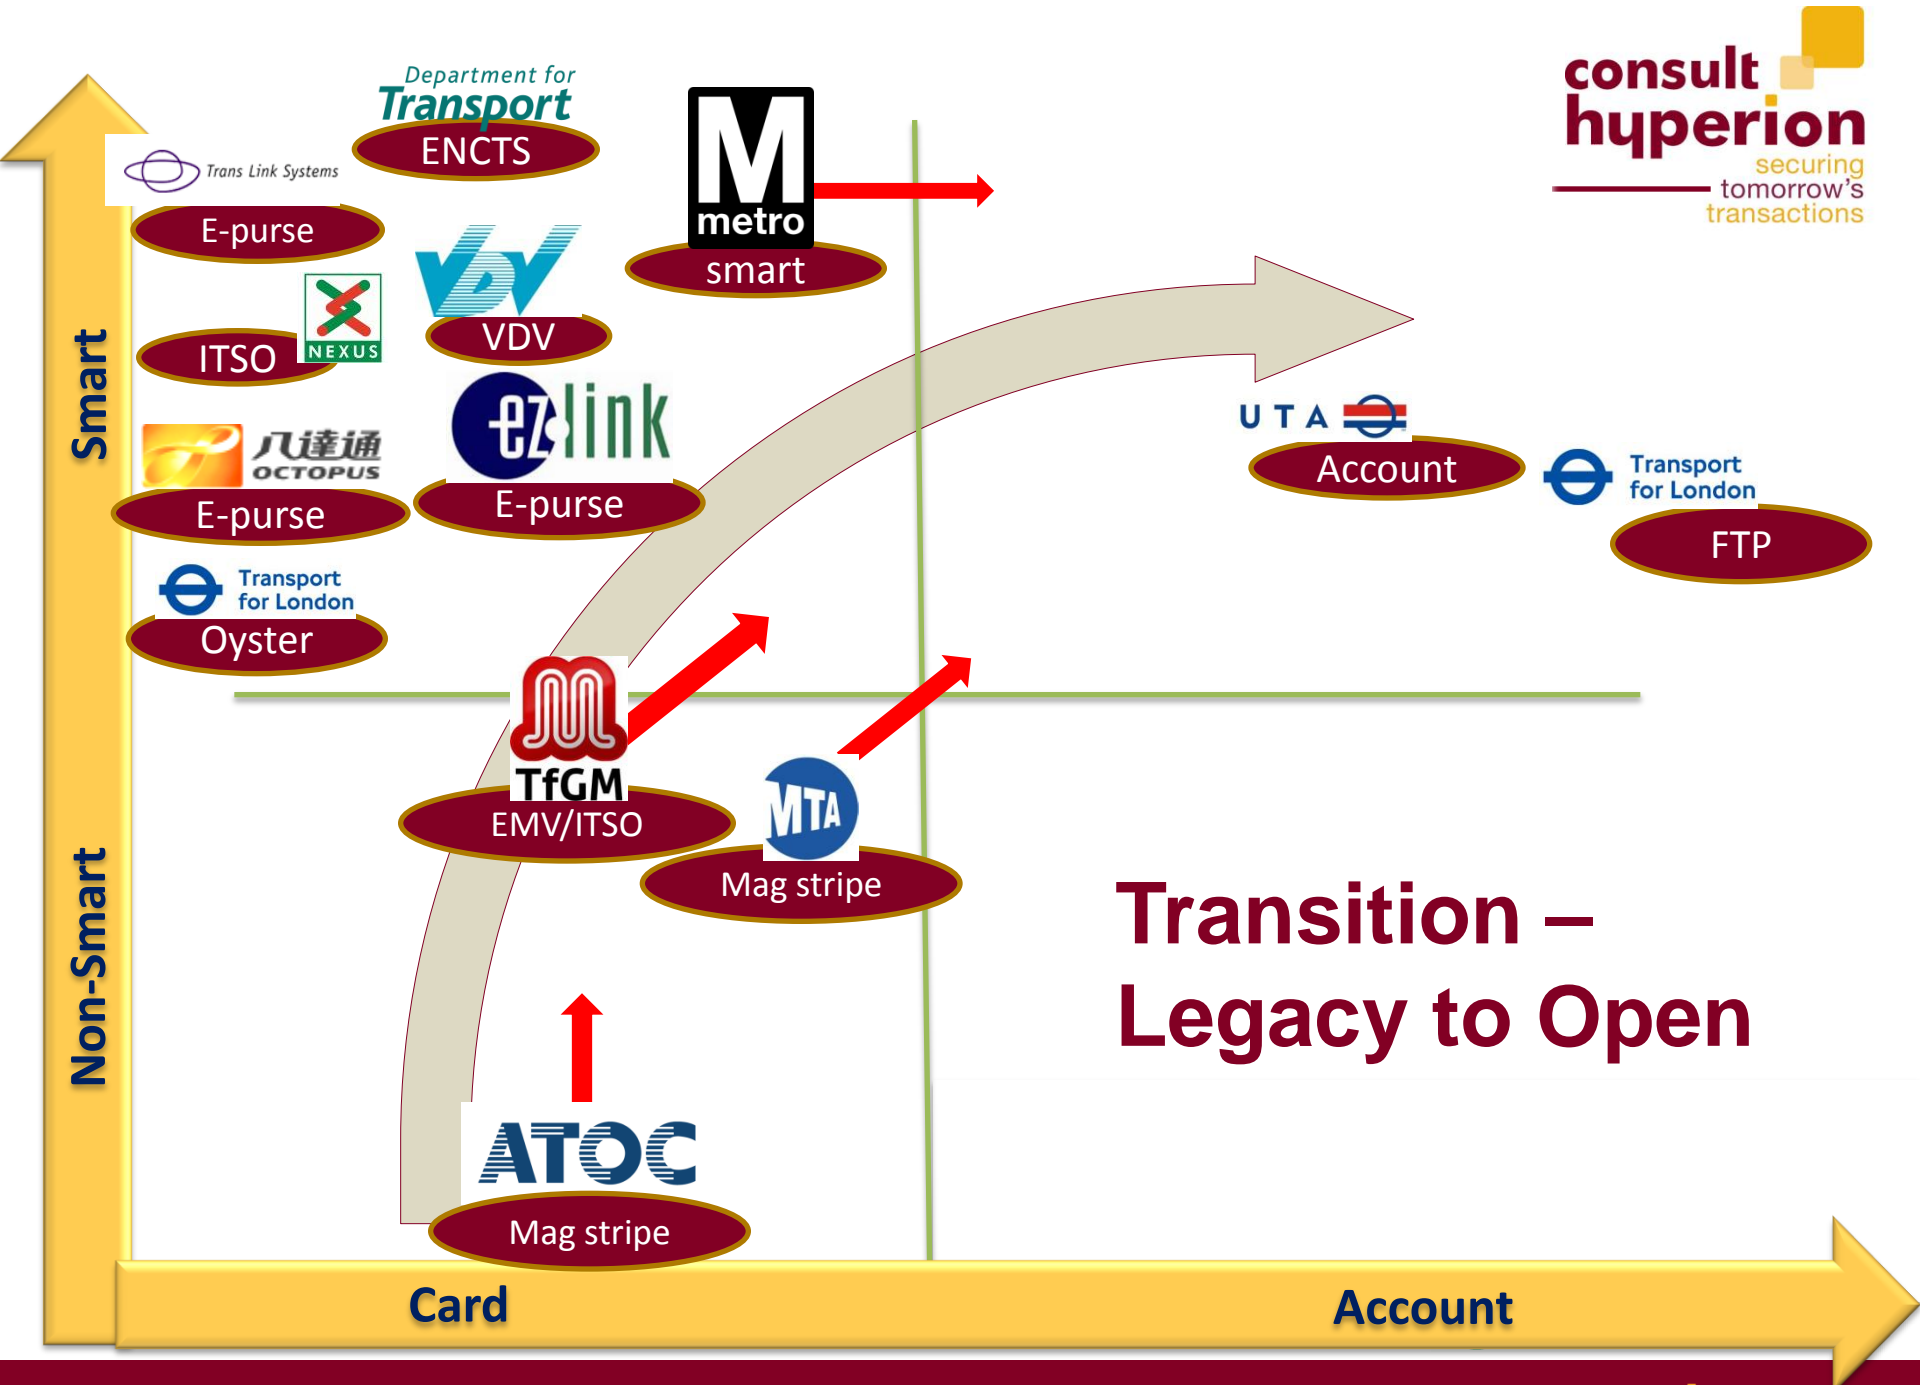 consult
hyperion
securing
tomorrow's
transactions
Department for
Transport
ENCTS
Trans Link Systems
E-purse
M
metro
smart
VDV
VDV
NEXUS
ITSO
Smart
ez link
E-purse
八達通
OCTOPUS
E-purse
UTA
Account
Transport
for London
FTP
Transport
for London
Oyster
TfGM
EMV/ITSO
MTA
Mag stripe
Non-Smart
Transition –
Legacy to Open
ATOC
Mag stripe
Card
Account